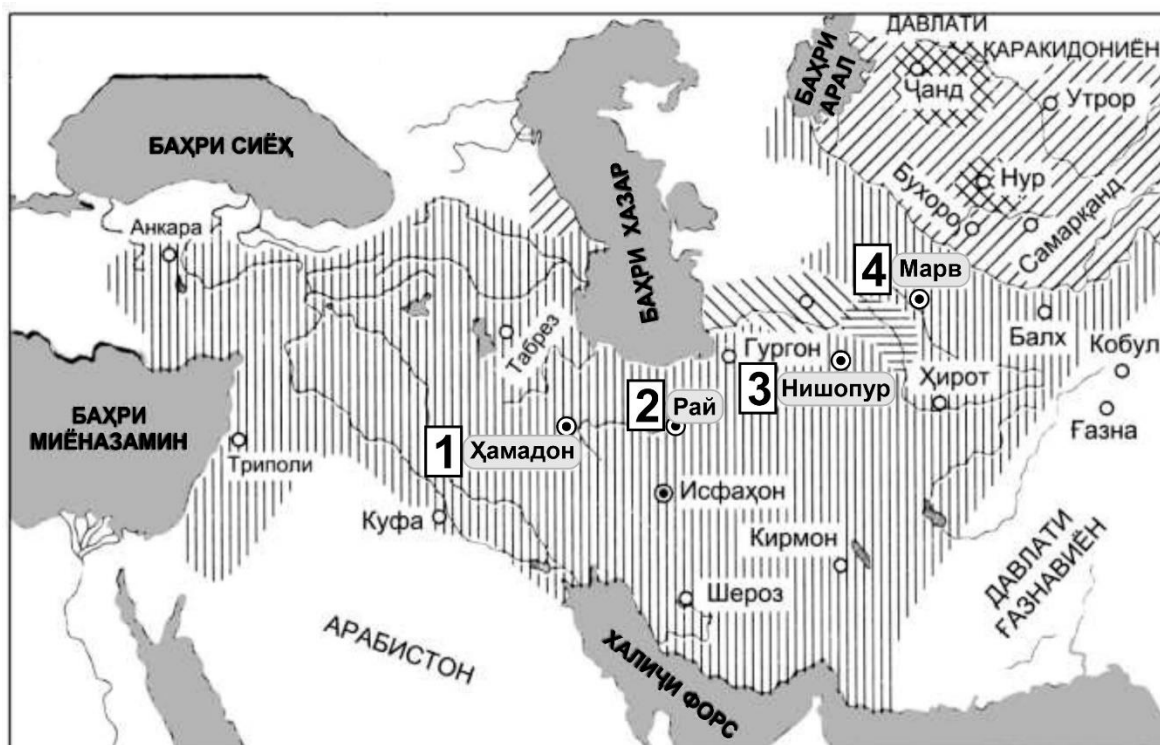 ДАВЛАТИ
ҚАРАКИДОНИЁН
БАҲРИ
АРАЛ
Ҷанд
Утрор
БАҲРИ СИЁҲ
Нур
Бухоро
Самарқанд
Анкара
БАҲРИ ХАЗАР
4 Марв
Табрез
Гургон
Балх
Кобул
3 Нишопур
Ҳирот
2 Рай
Ғазна
БАҲРИ
МИЁНАЗАМИН
1 Ҳамадон
Триполи
Исфаҳон
Куфа
Кирмон
ДАВЛАТИ
ҒАЗНАВИЁН
Шероз
АРАБИСТОН
ХАЛИҶИ ФОРС